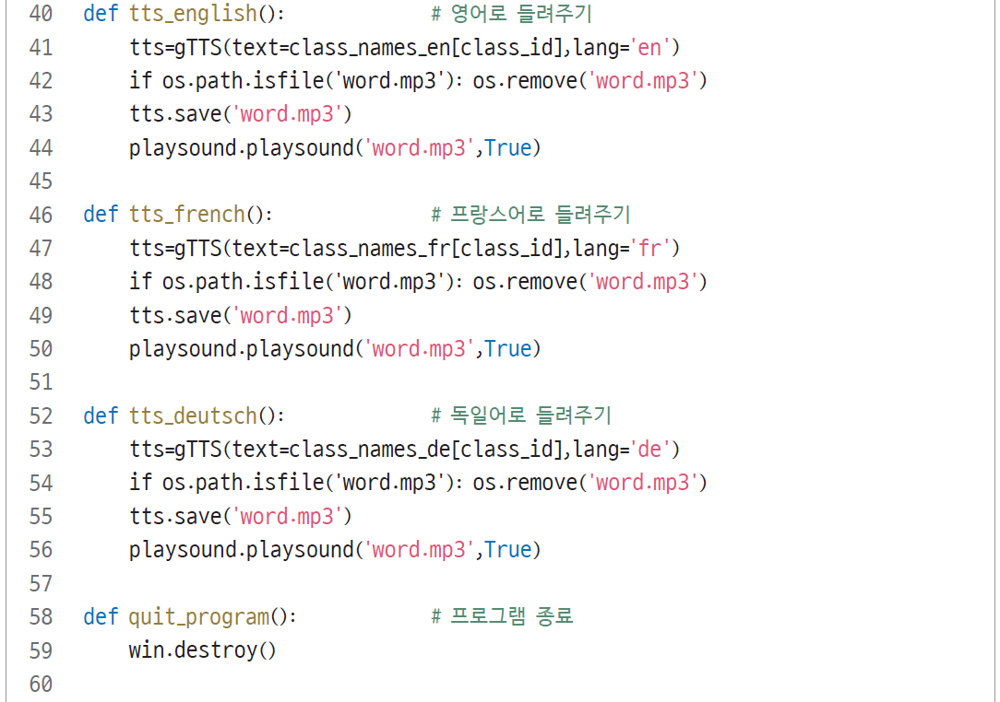 40 def tts_english(): # 영어로 들려주기
41 tts=gTTS(text=class_names_en[class_id],lang='en')
42 if os.path.isfile('word.mp3'): os.remove('word.mp3')
43 tts.save('word.mp3')
44 playsound.playsound('word.mp3',True)
45
46 def tts_french(): # 프랑스어로 들려주기
47 tts=gTTS(text=class_names_fr[class_id],lang='fr')
48 if os.path.isfile('word.mp3'): os.remove('word.mp3')
49 tts.save('word.mp3')
50 playsound.playsound('word.mp3',True)
51
52 def tts_deutsch(): # 독일어로 들려주기
53 tts=gTTS(text=class_names_de[class_id],lang='de')
54 if os.path.isfile('word.mp3'): os.remove('word.mp3')
55 tts.save('word.mp3')
56 playsound.playsound('word.mp3',True)
57
58 def quit_program(): # 프로그램 종료
59 win.destroy()
60